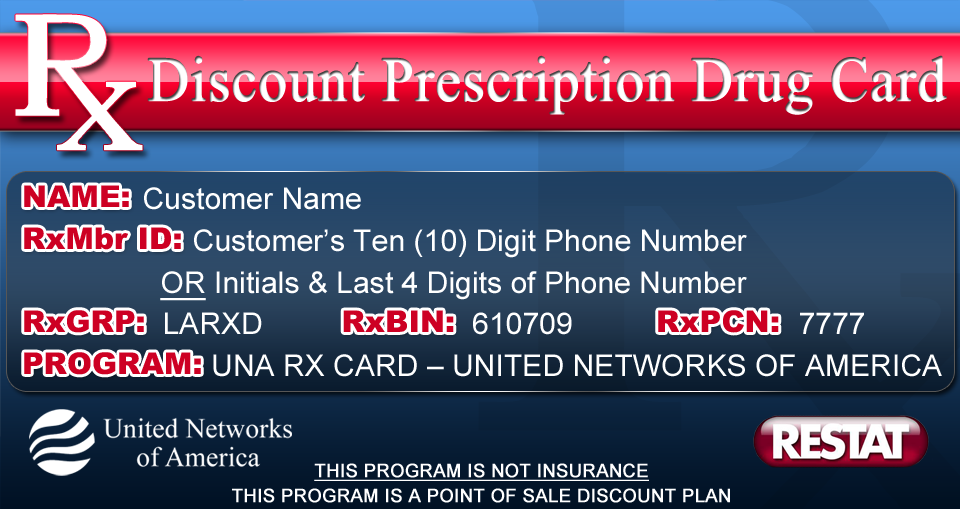 Rx Discount Prescription Drug Card
NAME: Customer Name
RxMbr ID: Customer’s Ten (10) Digit Phone Number
OR Initials & Last 4 Digits of Phone Number
RxGRP: LARXD RxBIN: 610709 RxPCN: 7777
PROGRAM: UNA RX CARD – UNITED NETWORKS OF AMERICA
United Networks
of America
RESTAT
THIS PROGRAM IS NOT INSURANCE
THIS PROGRAM IS A POINT OF SALE DISCOUNT PLAN